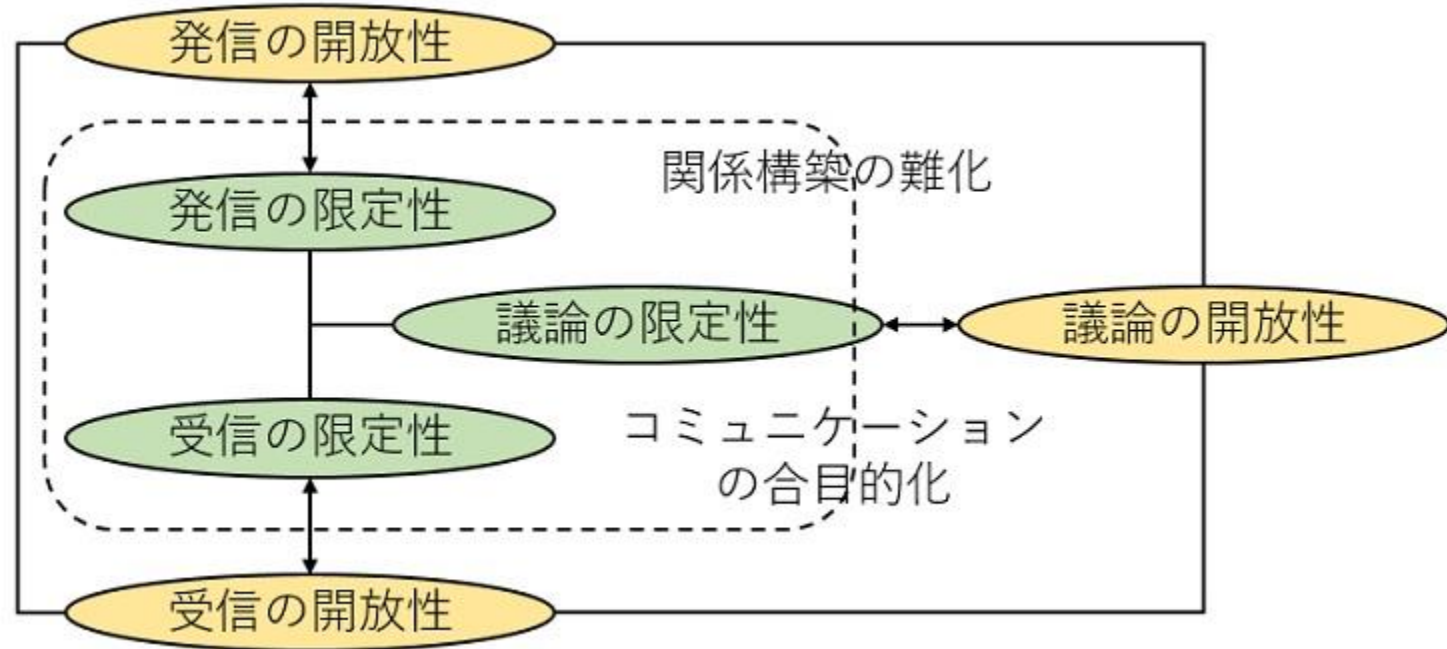 発信の開放性
関係構築の難化
発信の限定性
議論の限定性
議論の開放性
受信の限定性
コミュニケーション
の合目的化
受信の開放性